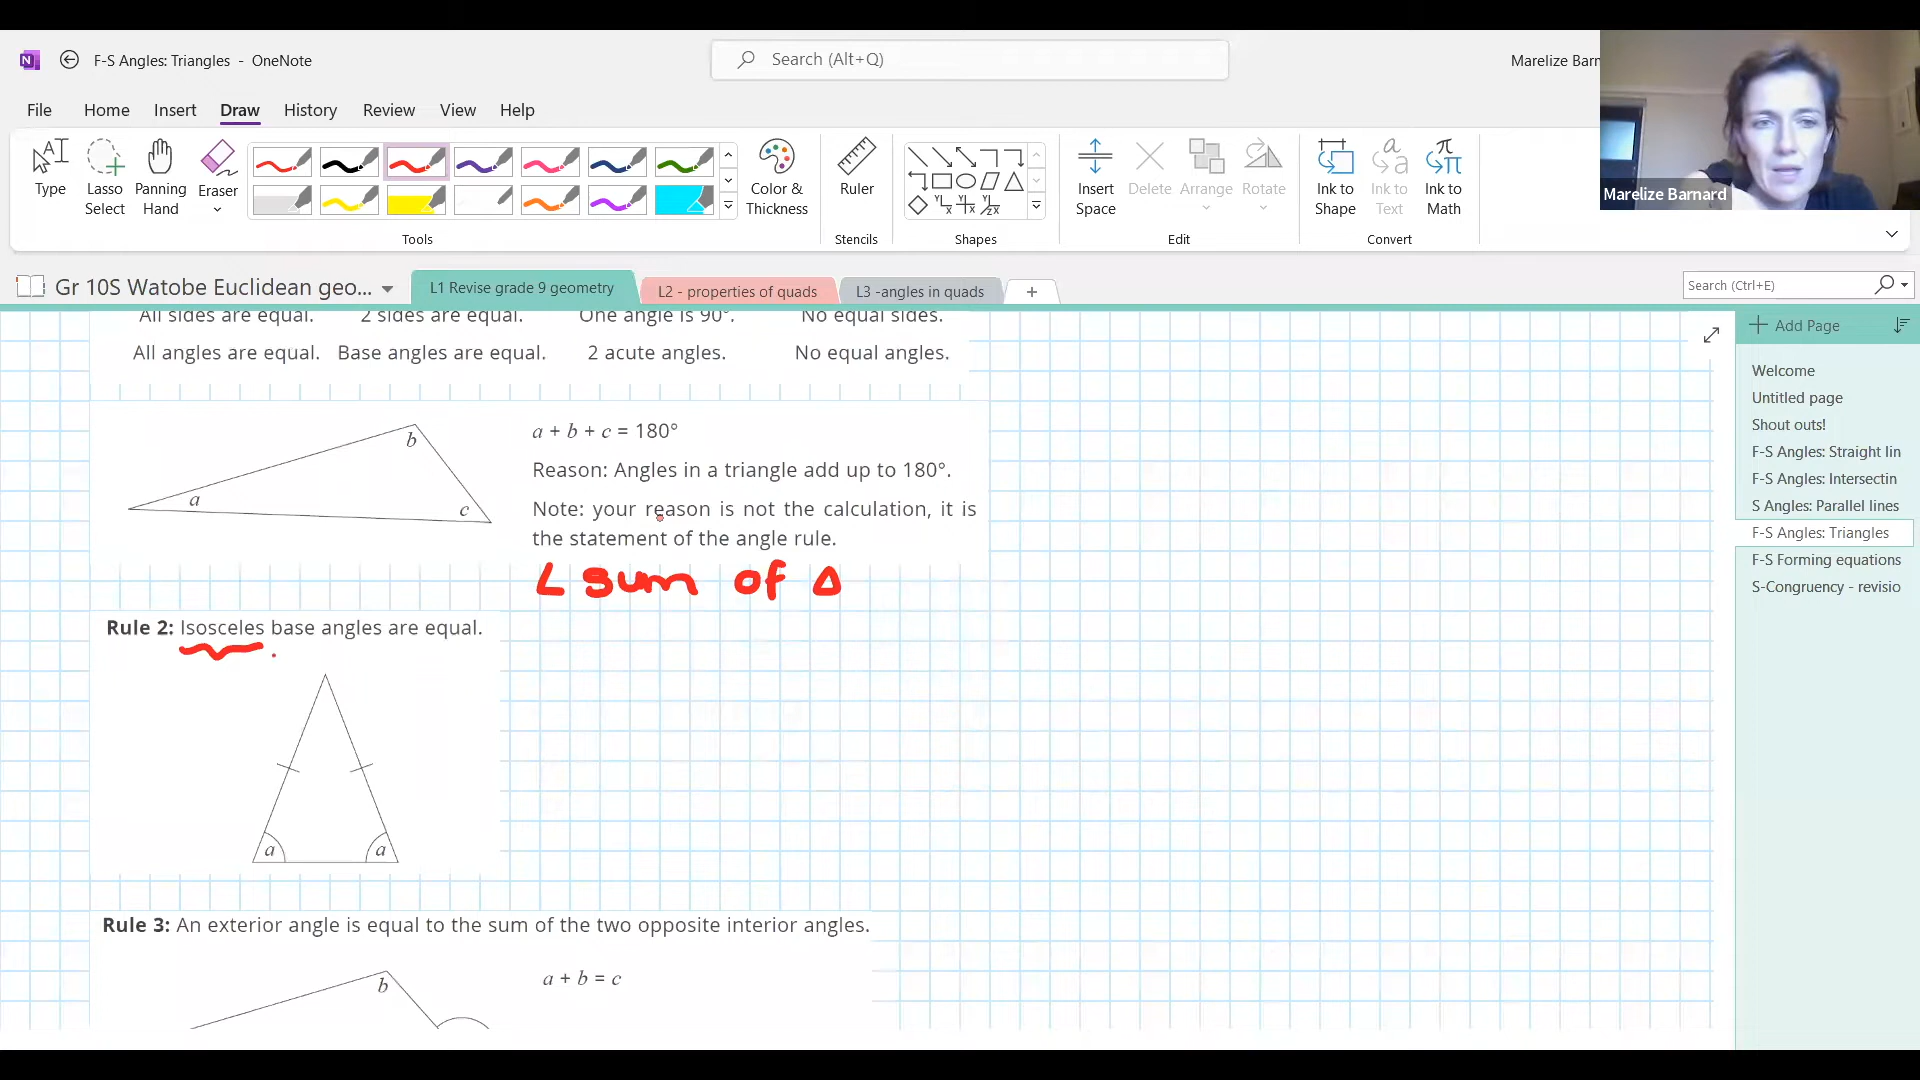 F-S Angles: Triangles - OneNote
Search (Alt+Q)
Marelize Barn
File Home Insert Draw History Review View Help
Type
Lasso Select
Panning Hand
Eraser
Color & Thickness
Ruler
Insert Space
Delete
Arrange
Rotate
Ink to Shape
Ink to Text
Ink to Math
Marelize Barnard
Tools
Stencils
Shapes
Edit
Convert
Gr 10S Watobe Euclidean geo...
L1 Revise grade 9 geometry
L2 - properties of quads
L3 -angles in quads
Search (Ctrl+E)
All sides are equal. 2 sides are equal. One angle is 90°. No equal sides.
All angles are equal. Base angles are equal. 2 acute angles. No equal angles.
a
b
c
a + b + c = 180°
Reason: Angles in a triangle add up to 180°.
Note: your reason is not the calculation, it is
the statement of the angle rule.
∠ sum of Δ
Rule 2: Isosceles base angles are equal.
a a
Rule 3: An exterior angle is equal to the sum of the two opposite interior angles.
b
a + b = c
Add Page
Welcome
Untitled page
Shout outs!
F-S Angles: Straight lin
F-S Angles: Intersectin
S Angles: Parallel lines
F-S Angles: Triangles
F-S Forming equations
S-Congruency - revisio